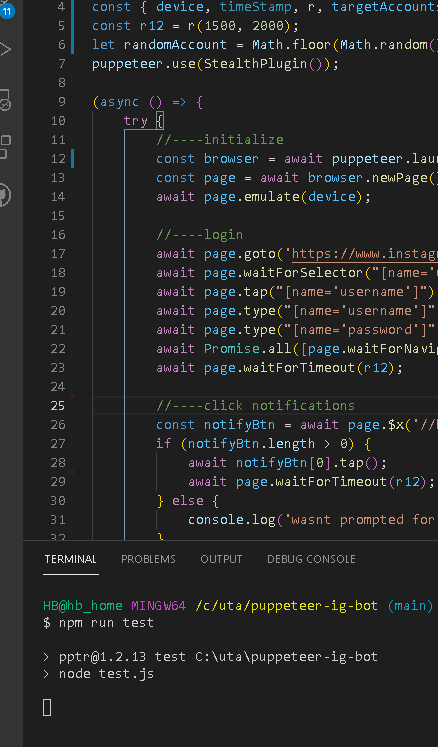 11
4 const { device, timeStamp, r, targetAccounts
5 const r12 = r(1500, 2000);
6 let randomAccount = Math.floor(Math.random()
7 puppeteer.use(StealthPlugin());
8
9 (async () => {
10 try {
11 //----initialize
12 const browser = await puppeteer.laun
13 const page = await browser.newPage()
14 await page.emulate(device);
15
16 //----login
17 await page.goto('https://www.instag
18 await page.waitForSelector("[name='
19 await page.tap("[name='username']")
20 await page.type("[name='username']"
21 await page.type("[name='password']"
22 await Promise.all([page.waitForNavi
23 await page.waitForTimeout(r12);
24
25 //----click notifications
26 const notifyBtn = await page.$x('//
27 if (notifyBtn.length > 0) {
28 await notifyBtn[0].tap();
29 await page.waitForTimeout(r12);
30 } else {
31 console.log('wasnt prompted for
32 }
TERMINAL PROBLEMS OUTPUT DEBUG CONSOLE
HB@hb_home MINGW64 /c/uta/puppeteer-ig-bot (main)
$ npm run test
> pptr@1.2.13 test C:\uta\puppeteer-ig-bot
> node test.js